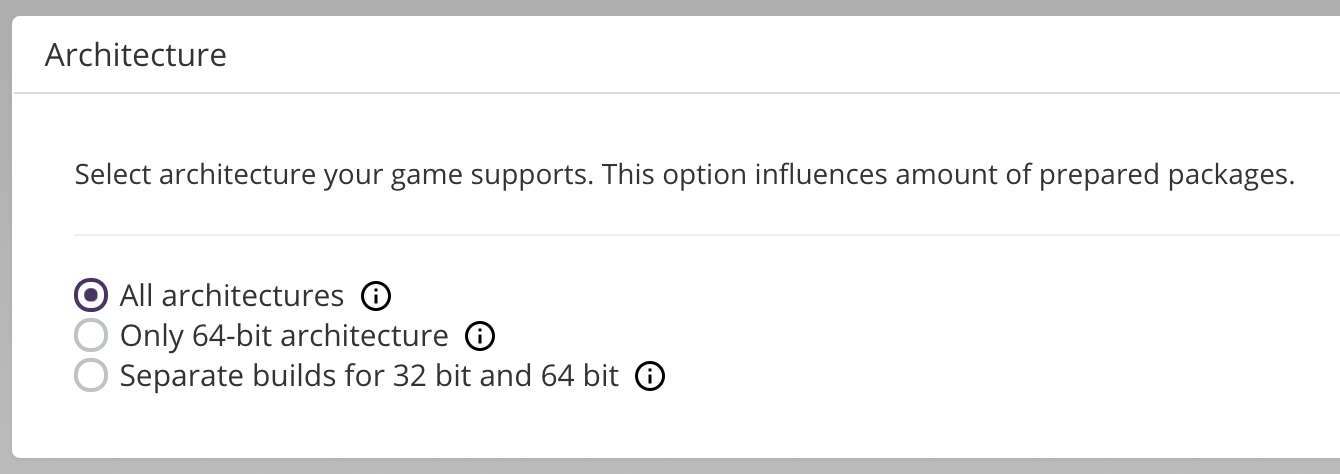 Architecture
Select architecture your game supports. This option influences amount of prepared packages.
All architectures
Only 64-bit architecture
Separate builds for 32 bit and 64 bit